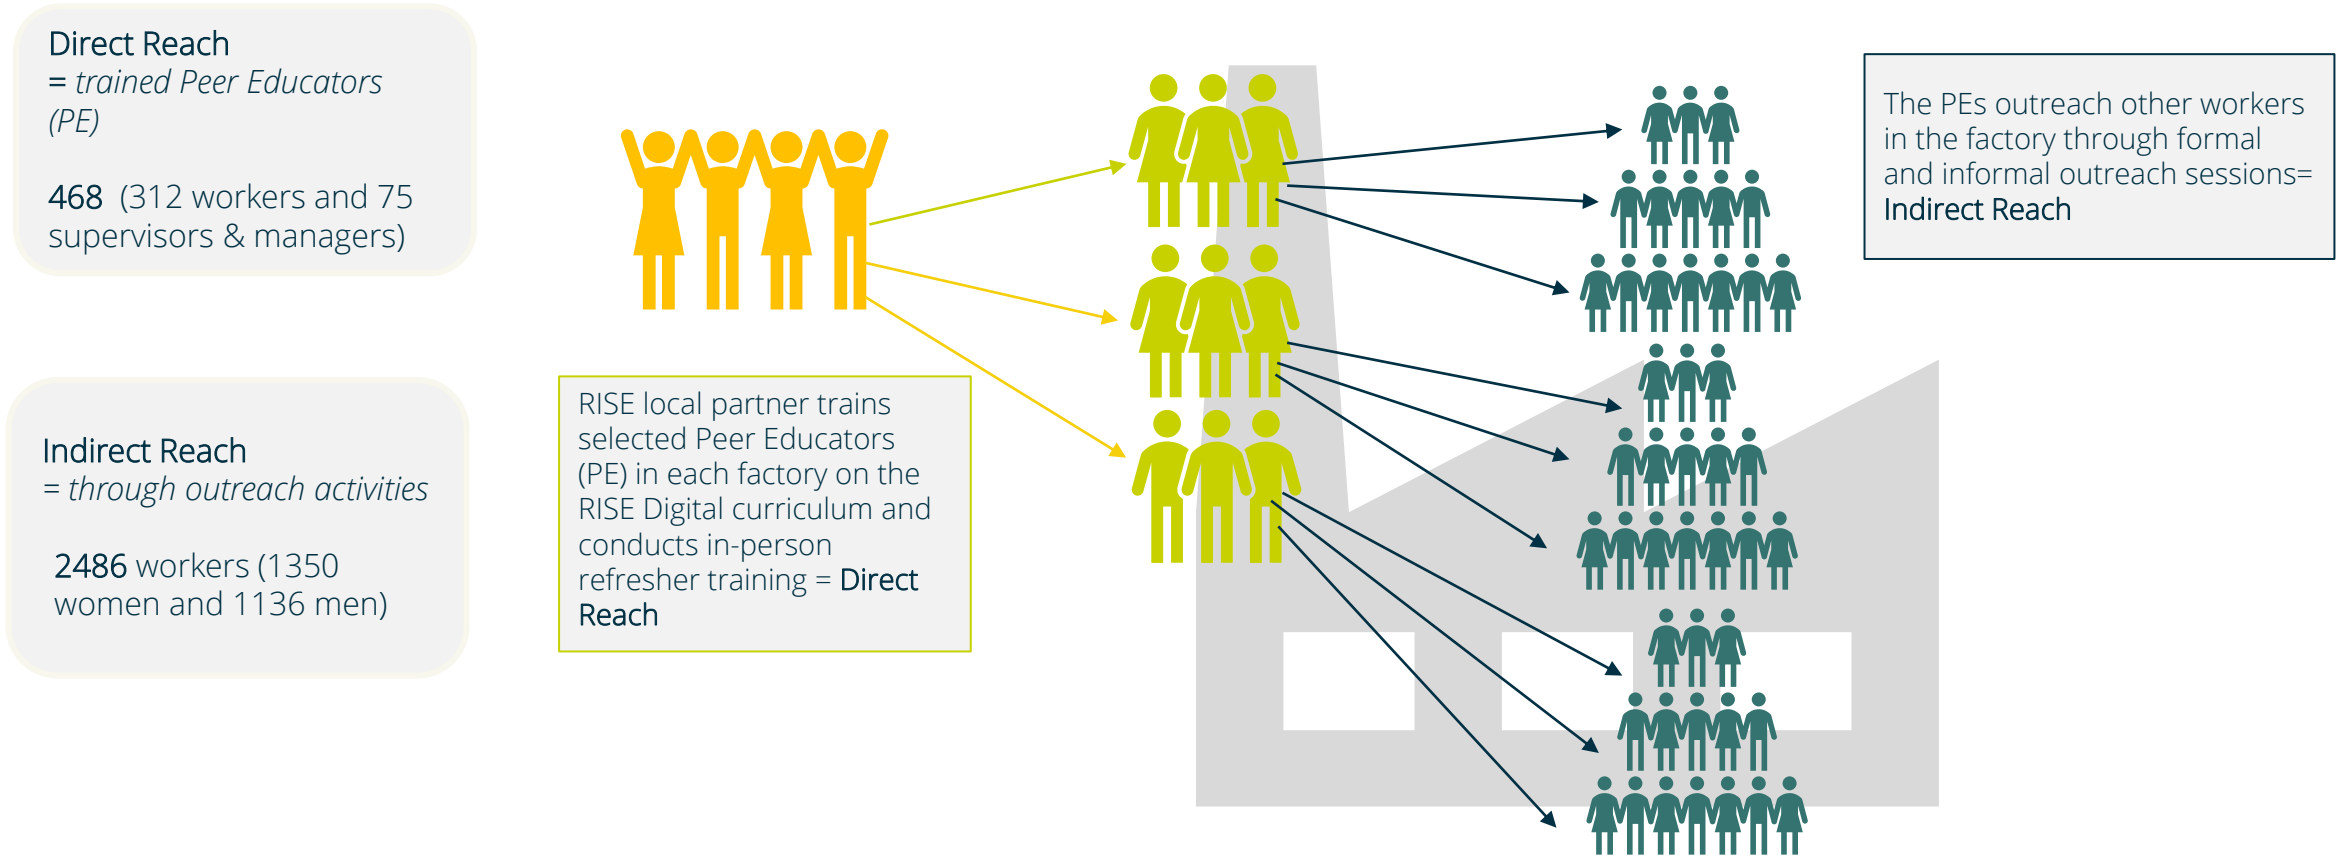 Direct Reach
= trained Peer Educators
(PE)
468 (312 workers and 75
supervisors & managers)
Indirect Reach
= through outreach activities
2486 workers (1350
women and 1136 men)
RISE local partner trains
selected Peer Educators
(PE) in each factory on the
RISE Digital curriculum and
conducts in-person
refresher training = Direct
Reach
The PEs outreach other workers
in the factory through formal
and informal outreach sessions=
Indirect Reach